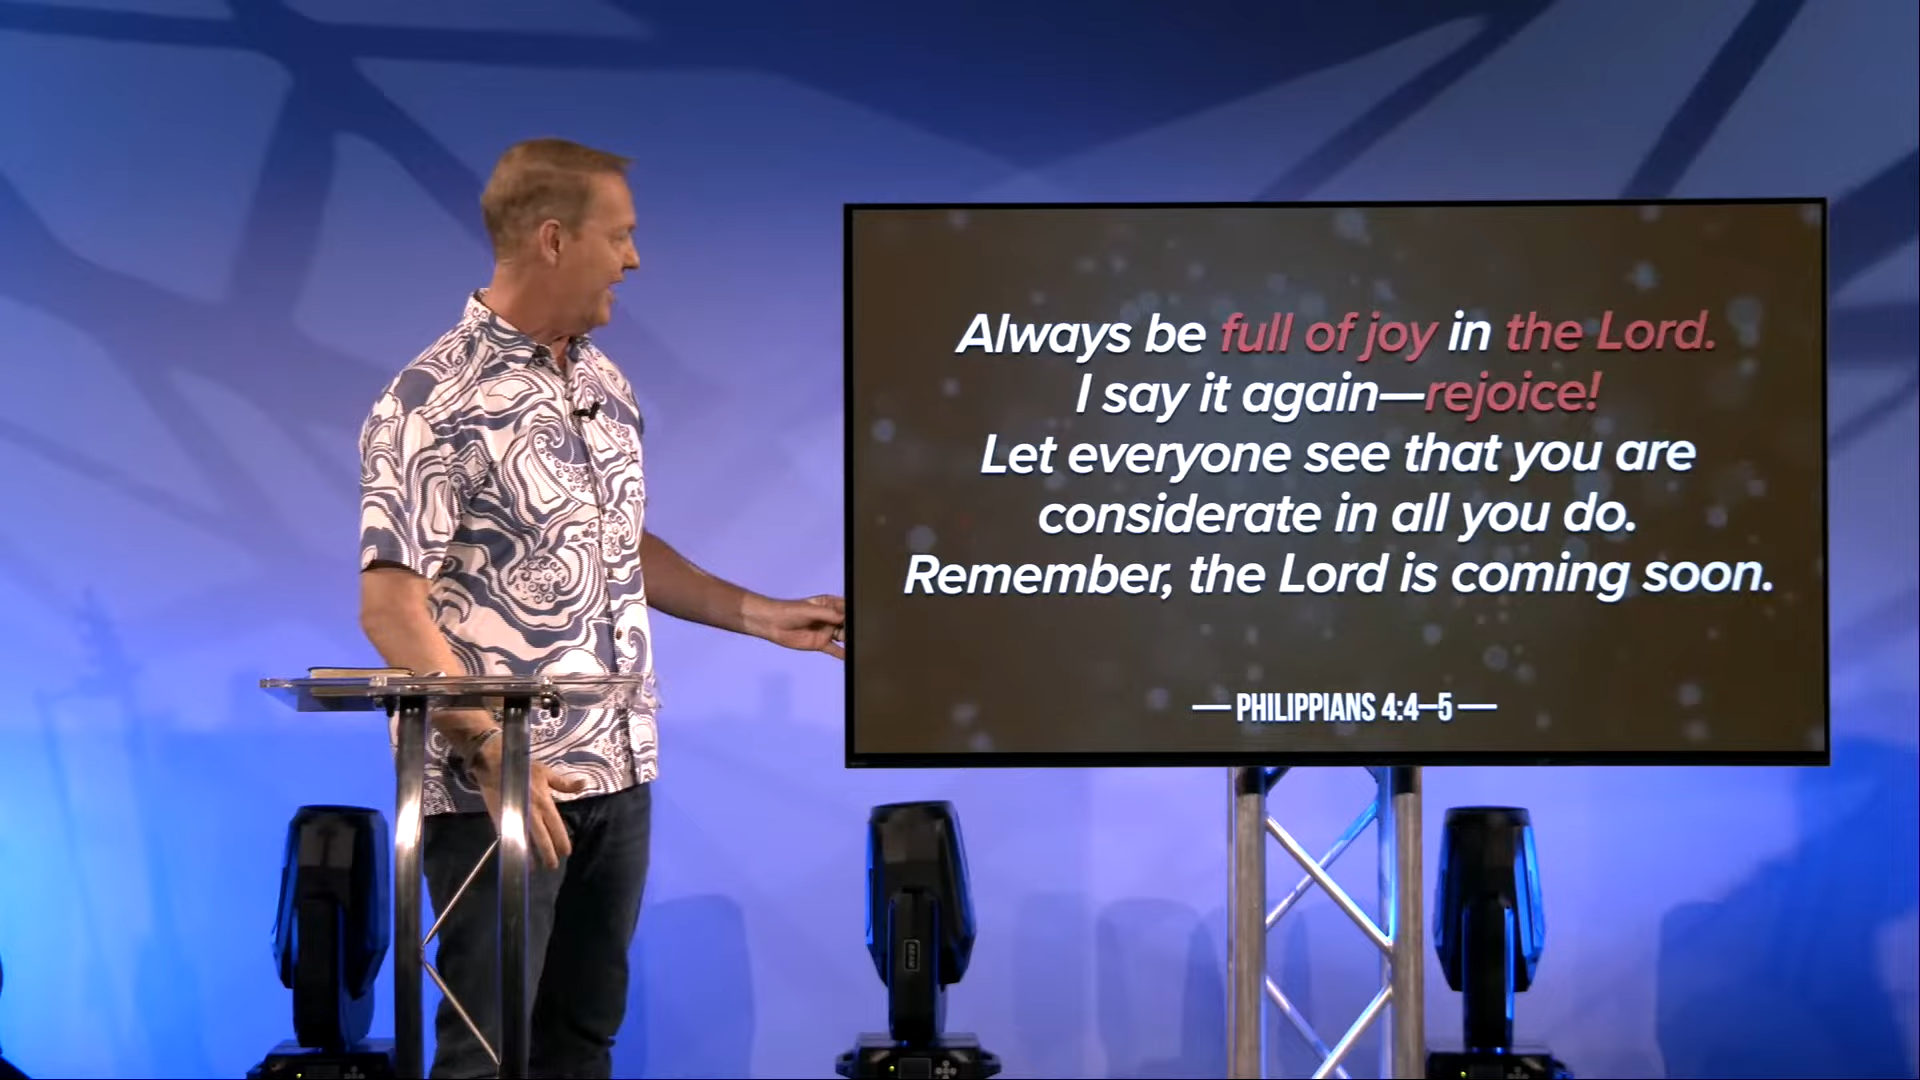 Always be full of joy in the Lord.
I say it again—rejoice!
Let everyone see that you are
considerate in all you do.
Remember, the Lord is coming soon.
— PHILIPPIANS 4:4–5 —
BEAM